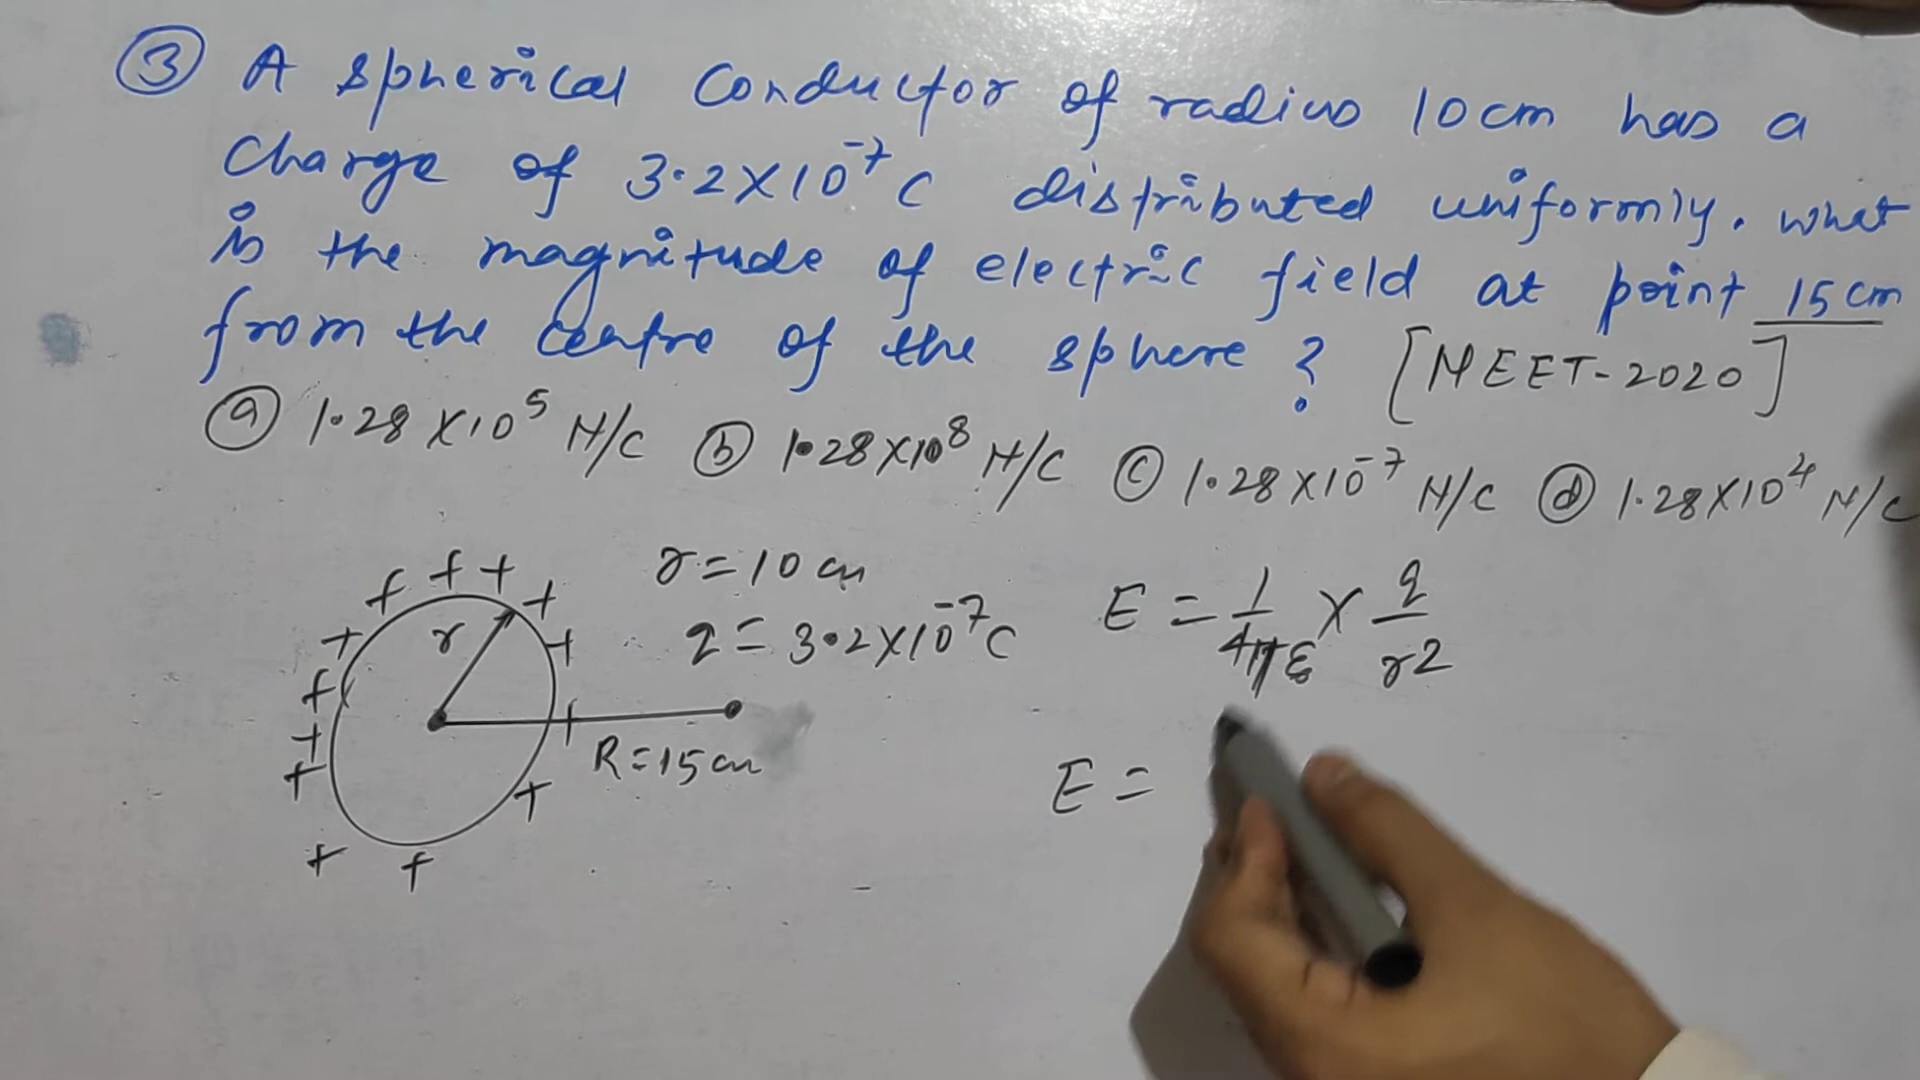 ③ A spherical conductor of radius 10cm has a
charge of 3.2×10⁻⁷ C distributed uniformly. what
is the magnitude of electric field at point 15cm
from the centre of the sphere? [NEET-2020]
ⓐ 1.28×10⁵ N/C ⓑ 1.28×10⁸ N/C ⓒ 1.28×10⁻⁷ N/C ⓓ 1.28×10⁴ N/C
r=10cm
q=3.2×10⁻⁷C
E = 1/4πε × q/r2
r
R=15cm
E =
+ + + + + + + + + + + + + +